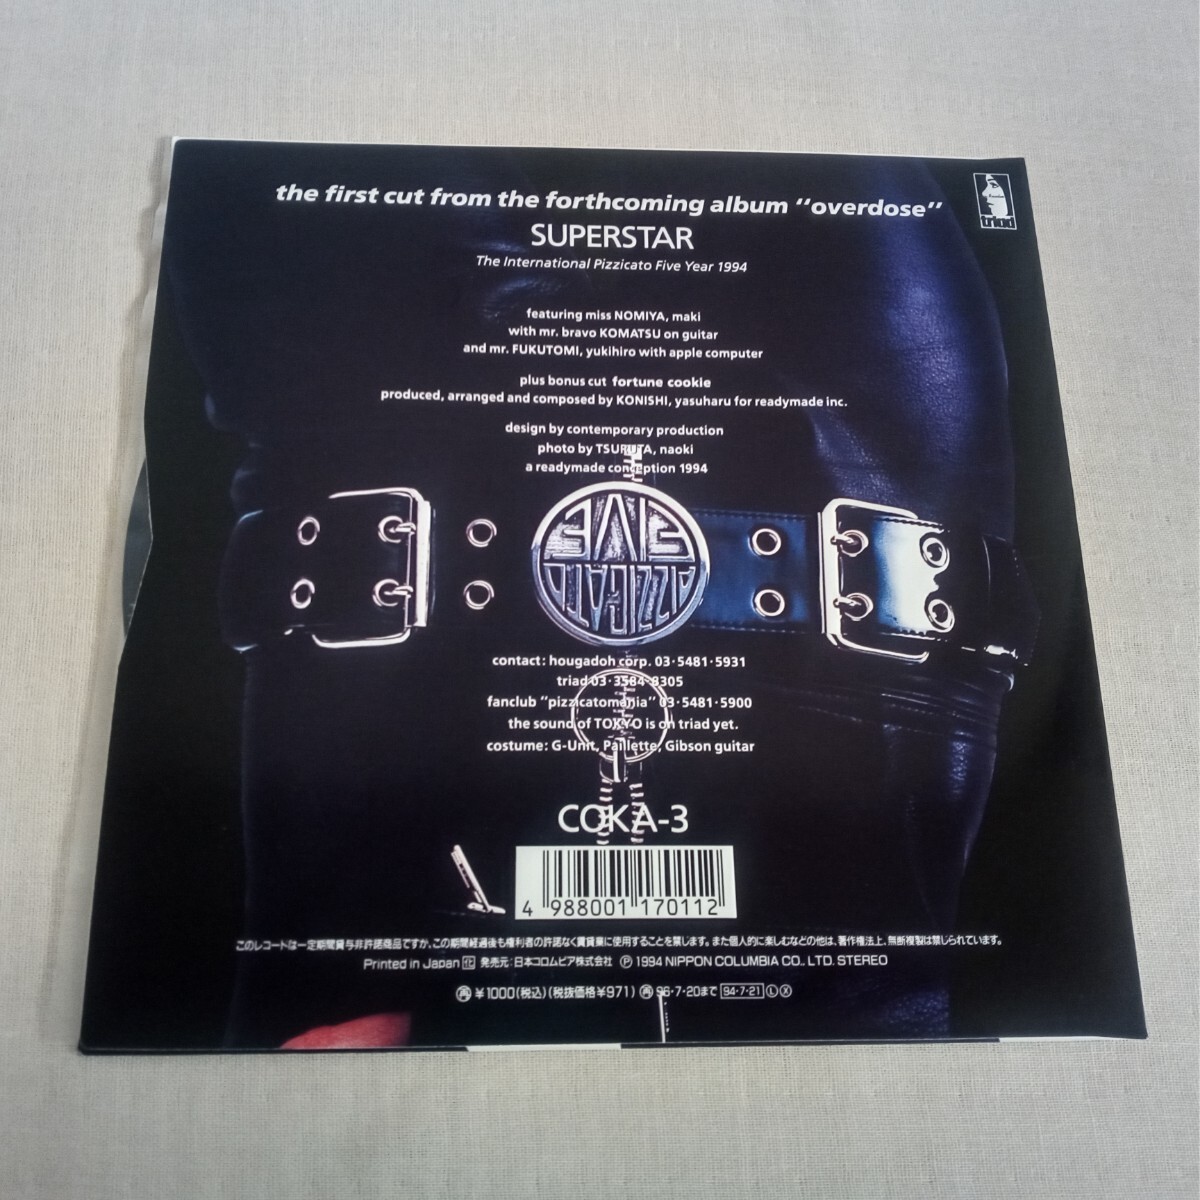 the first cut from the forthcoming album “overdose”
SUPERSTAR
The International Pizzicato Five Year 1994
featuring miss NOMIYA, maki
with mr. bravo KOMATSU on guitar
and mr. FUKUTOMI, yukihiro with apple computer
plus bonus cut fortune cookie
produced, arranged and composed by KONISHI, yasuharu for readymade inc.
design by contemporary production
photo by TSURUTA, naoki
a readymade conception 1994
FIVE
PIZZICATO
contact: hougadoh corp. 03·5481·5931
triad 03·3584·8305
fanclub “pizzicatomania” 03·5481·5900
the sound of TOKYO is on triad yet.
costume: G-Unit, Paillette, Gibson guitar
COKA-3
4 988001 170112
このレコードは一定期間貸与非許諾商品ですが、この期間経過後も権利者の許諾なく賃貸業に使用することを禁じます。また個人的に楽しむなどの他は、著作権法上、無断複製は禁じられています。
Printed in Japan 化 発売元：日本コロムビア株式会社 Ⓟ 1994 NIPPON COLUMBIA CO., LTD. STEREO
㊢ ¥1000(税込)(税抜価格¥971) 96·7·20まで 94·7·21 Ⓛ Ⓧ